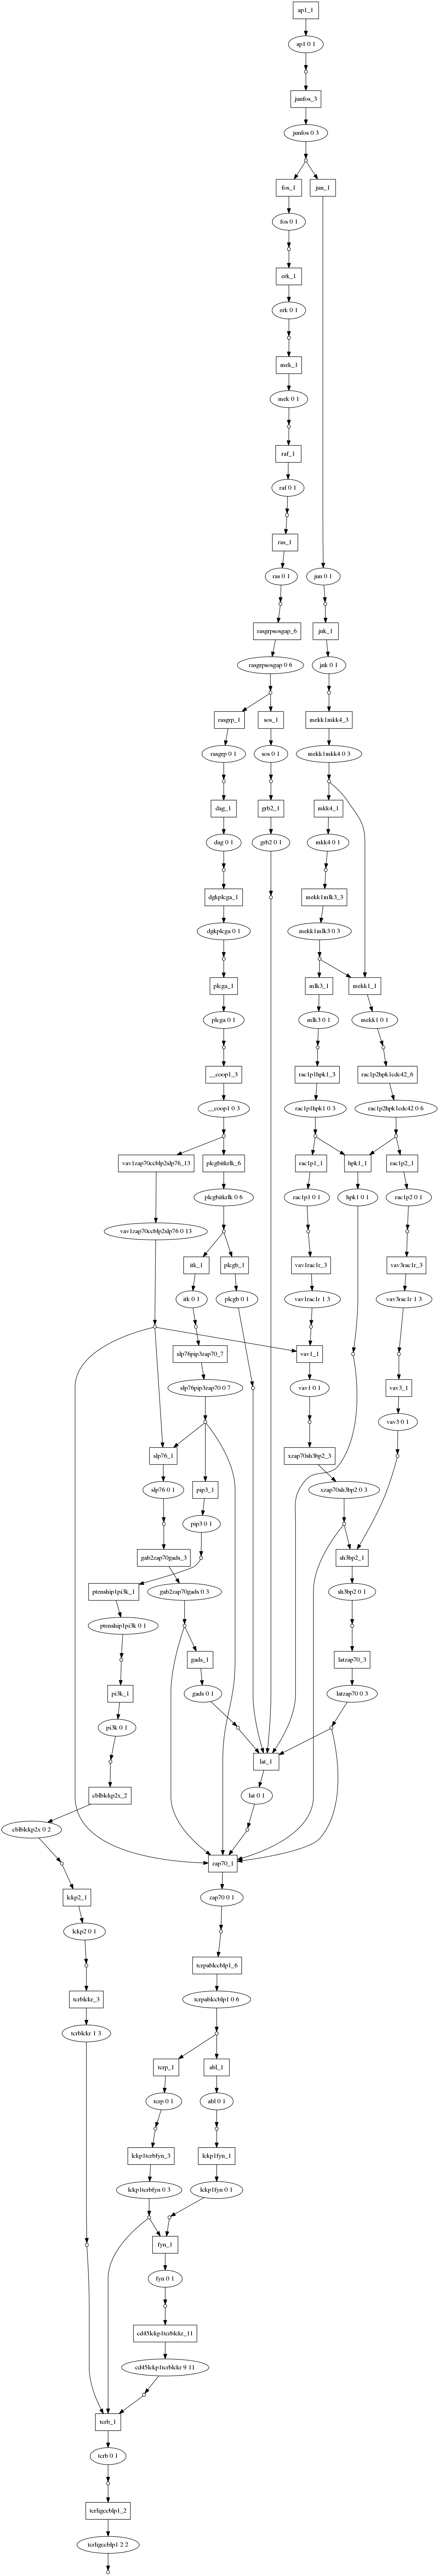 ap1_1
ap1 0 1
junfos_3
junfos 0 3
fos_1
jun_1
fos 0 1
erk_1
erk 0 1
mek_1
mek 0 1
raf_1
raf 0 1
ras_1
ras 0 1
jun 0 1
rasgrpsosgap_6
jnk_1
rasgrpsosgap 0 6
jnk 0 1
rasgrp_1
sos_1
mekk1mkk4_3
rasgrp 0 1
sos 0 1
mekk1mkk4 0 3
dag_1
grb2_1
mkk4_1
dag 0 1
grb2 0 1
mkk4 0 1
dgkplcga_1
mekk1mlk3_3
dgkplcga 0 1
mekk1mlk3 0 3
plcga_1
mlk3_1
mekk1_1
plcga 0 1
mlk3 0 1
mekk1 0 1
__coop1_3
rac1p1hpk1_3
rac1p2hpk1cdc42_6
__coop1 0 3
rac1p1hpk1 0 3
rac1p2hpk1cdc42 0 6
vav1zap70ccblp2slp76_13
plcgbitkrlk_6
rac1p1_1
hpk1_1
rac1p2_1
vav1zap70ccblp2slp76 0 13
plcgbitkrlk 0 6
rac1p1 0 1
hpk1 0 1
rac1p2 0 1
itk_1
plcgb_1
vav1rac1r_3
vav3rac1r_3
itk 0 1
plcgb 0 1
vav1rac1r 1 3
vav3rac1r 1 3
slp76pip3zap70_7
vav1_1
slp76pip3zap70 0 7
vav1 0 1
vav3_1
vav3 0 1
slp76_1
xzap70sh3bp2_3
slp76 0 1
pip3_1
xzap70sh3bp2 0 3
pip3 0 1
gab2zap70gads_3
sh3bp2_1
ptenship1pi3k_1
gab2zap70gads 0 3
sh3bp2 0 1
ptenship1pi3k 0 1
gads_1
latzap70_3
pi3k_1
gads 0 1
latzap70 0 3
pi3k 0 1
lat_1
cblblckp2x_2
lat 0 1
cblblckp2x 0 2
zap70_1
lckp2_1
zap70 0 1
lckp2 0 1
tcrpablccblp1_6
tcrblckr_3
tcrpablccblp1 0 6
tcrblckr 1 3
tcrp_1
abl_1
tcrp 0 1
abl 0 1
lckp1tcrbfyn_3
lckp1fyn_1
lckp1tcrbfyn 0 3
lckp1fyn 0 1
fyn_1
fyn 0 1
cd45lckp1tcrblckr_11
cd45lckp1tcrblckr 9 11
tcrb_1
tcrb 0 1
tcrligccblp1_2
tcrligccblp1 2 2